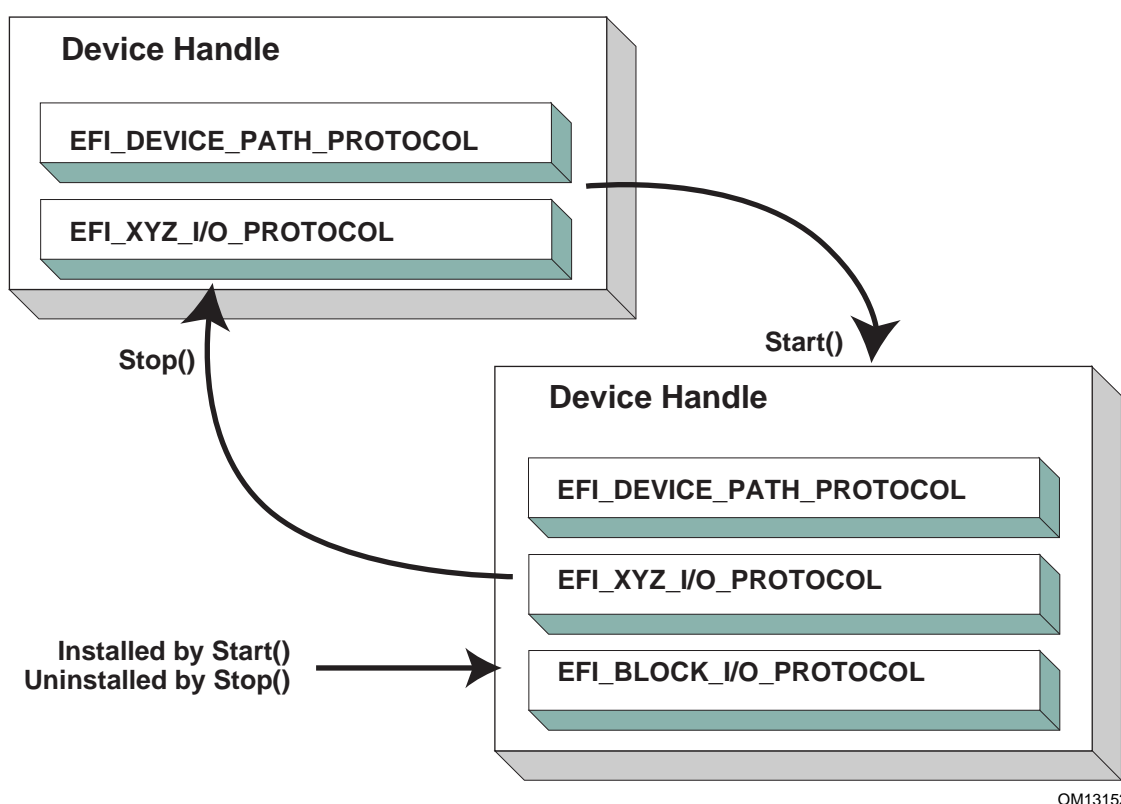 Device Handle
EFI_DEVICE_PATH_PROTOCOL
EFI_XYZ_I/O_PROTOCOL
Stop()
Start()
Device Handle
EFI_DEVICE_PATH_PROTOCOL
EFI_XYZ_I/O_PROTOCOL
Installed by Start()
Uninstalled by Stop()
EFI_BLOCK_I/O_PROTOCOL
OM13152